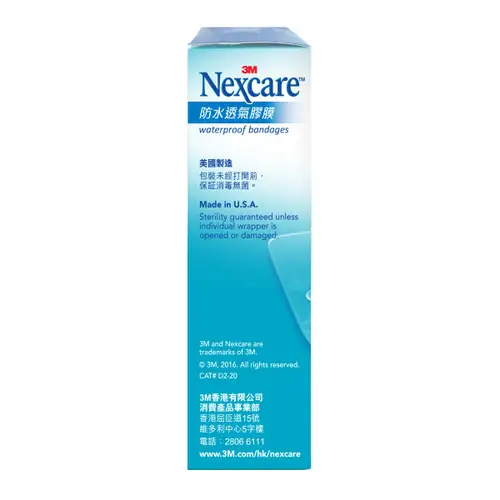 3M
Nexcare™
防水透氣膠膜
waterproof bandages
美國製造
包裝未經打開前，
保証消毒無菌。
Made in U.S.A.
Sterility guaranteed unless
individual wrapper is
opened or damaged.
3M and Nexcare are
trademarks of 3M.
© 3M, 2016. All rights reserved.
CAT# D2-20
3M香港有限公司
消費產品事業部
香港屈臣道15號
維多利中心5字樓
電話：2806 6111
www.3M.com/hk/nexcare